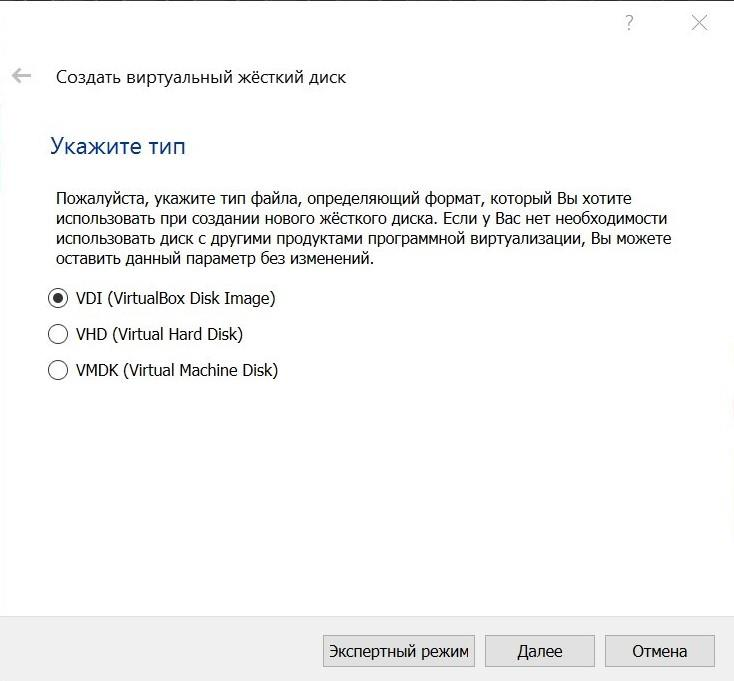 ?
Создать виртуальный жёсткий диск
Укажите тип
Пожалуйста, укажите тип файла, определяющий формат, который Вы хотите
использовать при создании нового жёсткого диска. Если у Вас нет необходимости
использовать диск с другими продуктами программной виртуализации, Вы можете
оставить данный параметр без изменений.
VDI (VirtualBox Disk Image)
VHD (Virtual Hard Disk)
VMDK (Virtual Machine Disk)
Экспертный режим Далее Отмена